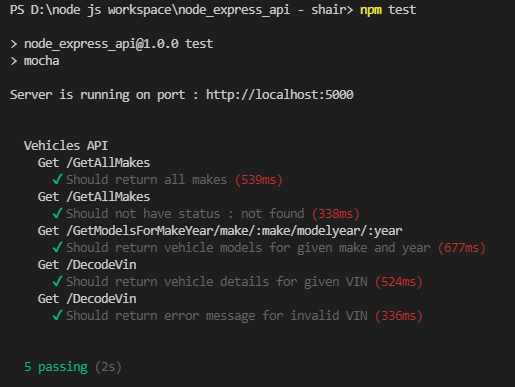 PS D:\node js workspace\node_express_api - shair> npm test
> node_express_api@1.0.0 test
> mocha
Server is running on port : http://localhost:5000
Vehicles API
Get /GetAllMakes
✓ Should return all makes (539ms)
Get /GetAllMakes
✓ Should not have status : not found (338ms)
Get /GetModelsForMakeYear/make/:make/modelyear/:year
✓ Should return vehicle models for given make and year (677ms)
Get /DecodeVin
✓ Should return vehicle details for given VIN (524ms)
Get /DecodeVin
✓ Should return error message for invalid VIN (336ms)
5 passing (2s)